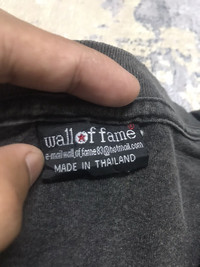 wall of fame
e-mail:wall_of_fame83@hotmail.com
MADE IN THAILAND